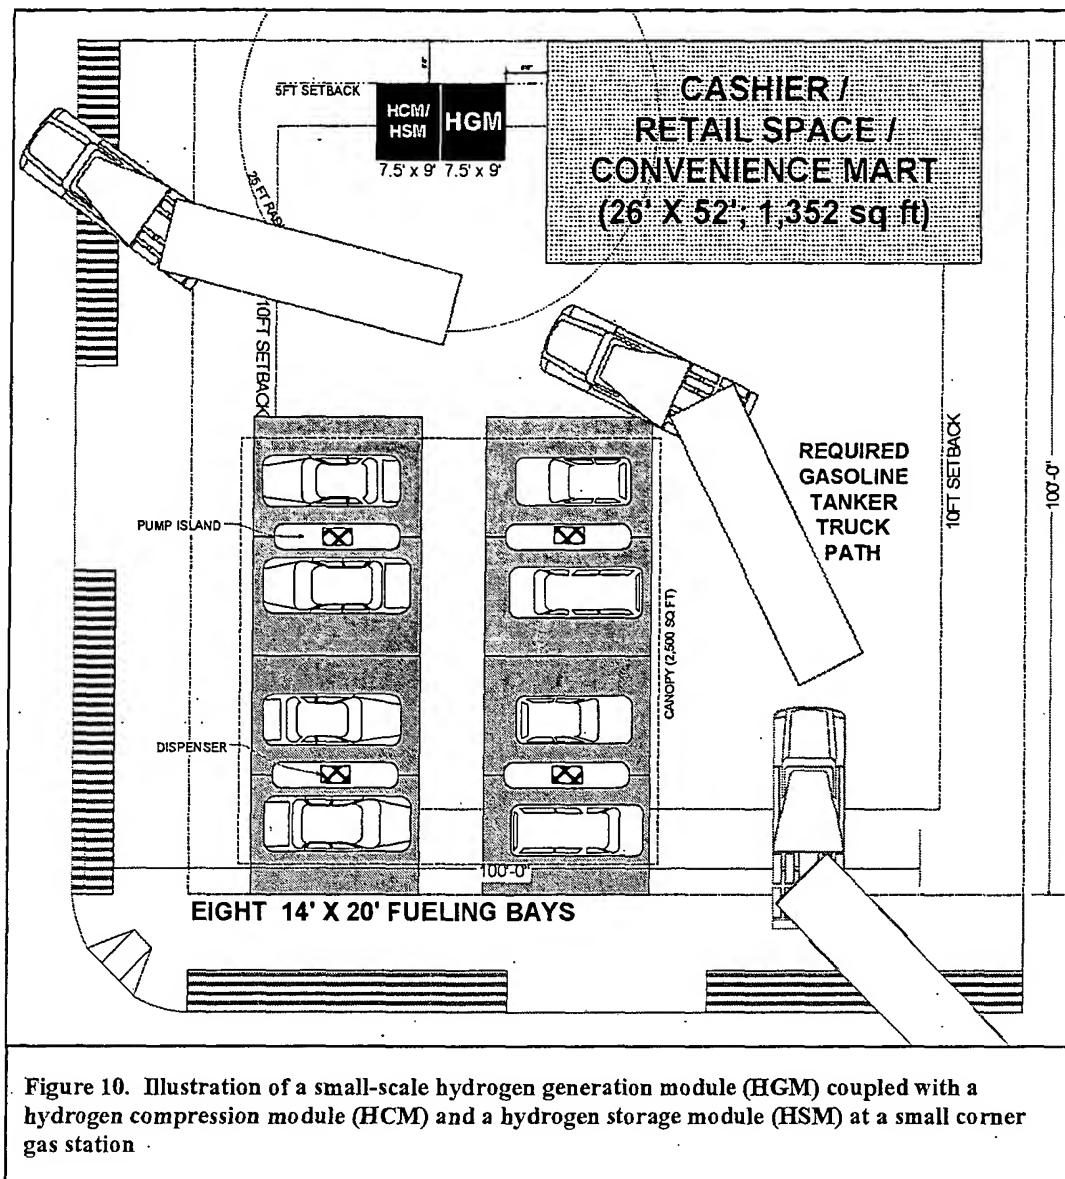 5FT SETBACK
HCM/
HSM
HGM
7.5' x 9'
7.5' x 9'
CASHIER /
RETAIL SPACE /
CONVENIENCE MART
(26' X 52'; 1,352 sq ft)
25 FT
10FT SETBACK
REQUIRED
GASOLINE
TANKER
TRUCK
PATH
10FT SETBACK
100'-0"
PUMP ISLAND
CANOPY (2,500 SQ FT)
DISPENSER
100'-0"
EIGHT 14' X 20' FUELING BAYS
Figure 10. Illustration of a small-scale hydrogen generation module (HGM) coupled with a
hydrogen compression module (HCM) and a hydrogen storage module (HSM) at a small corner
gas station